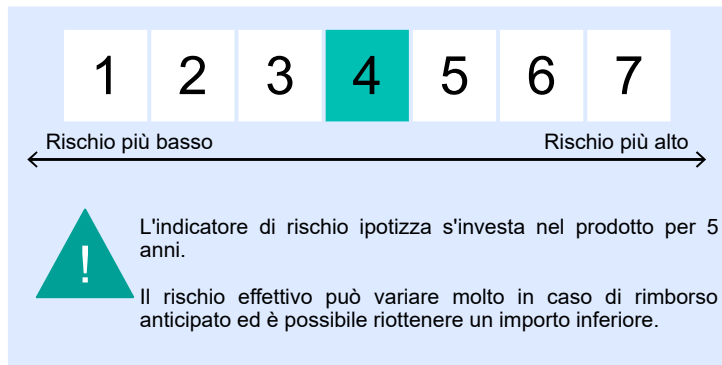 1 2 3 4 5 6 7
Rischio più basso Rischio più alto
!
L'indicatore di rischio ipotizza s'investa nel prodotto per 5
anni.
Il rischio effettivo può variare molto in caso di rimborso
anticipato ed è possibile riottenere un importo inferiore.